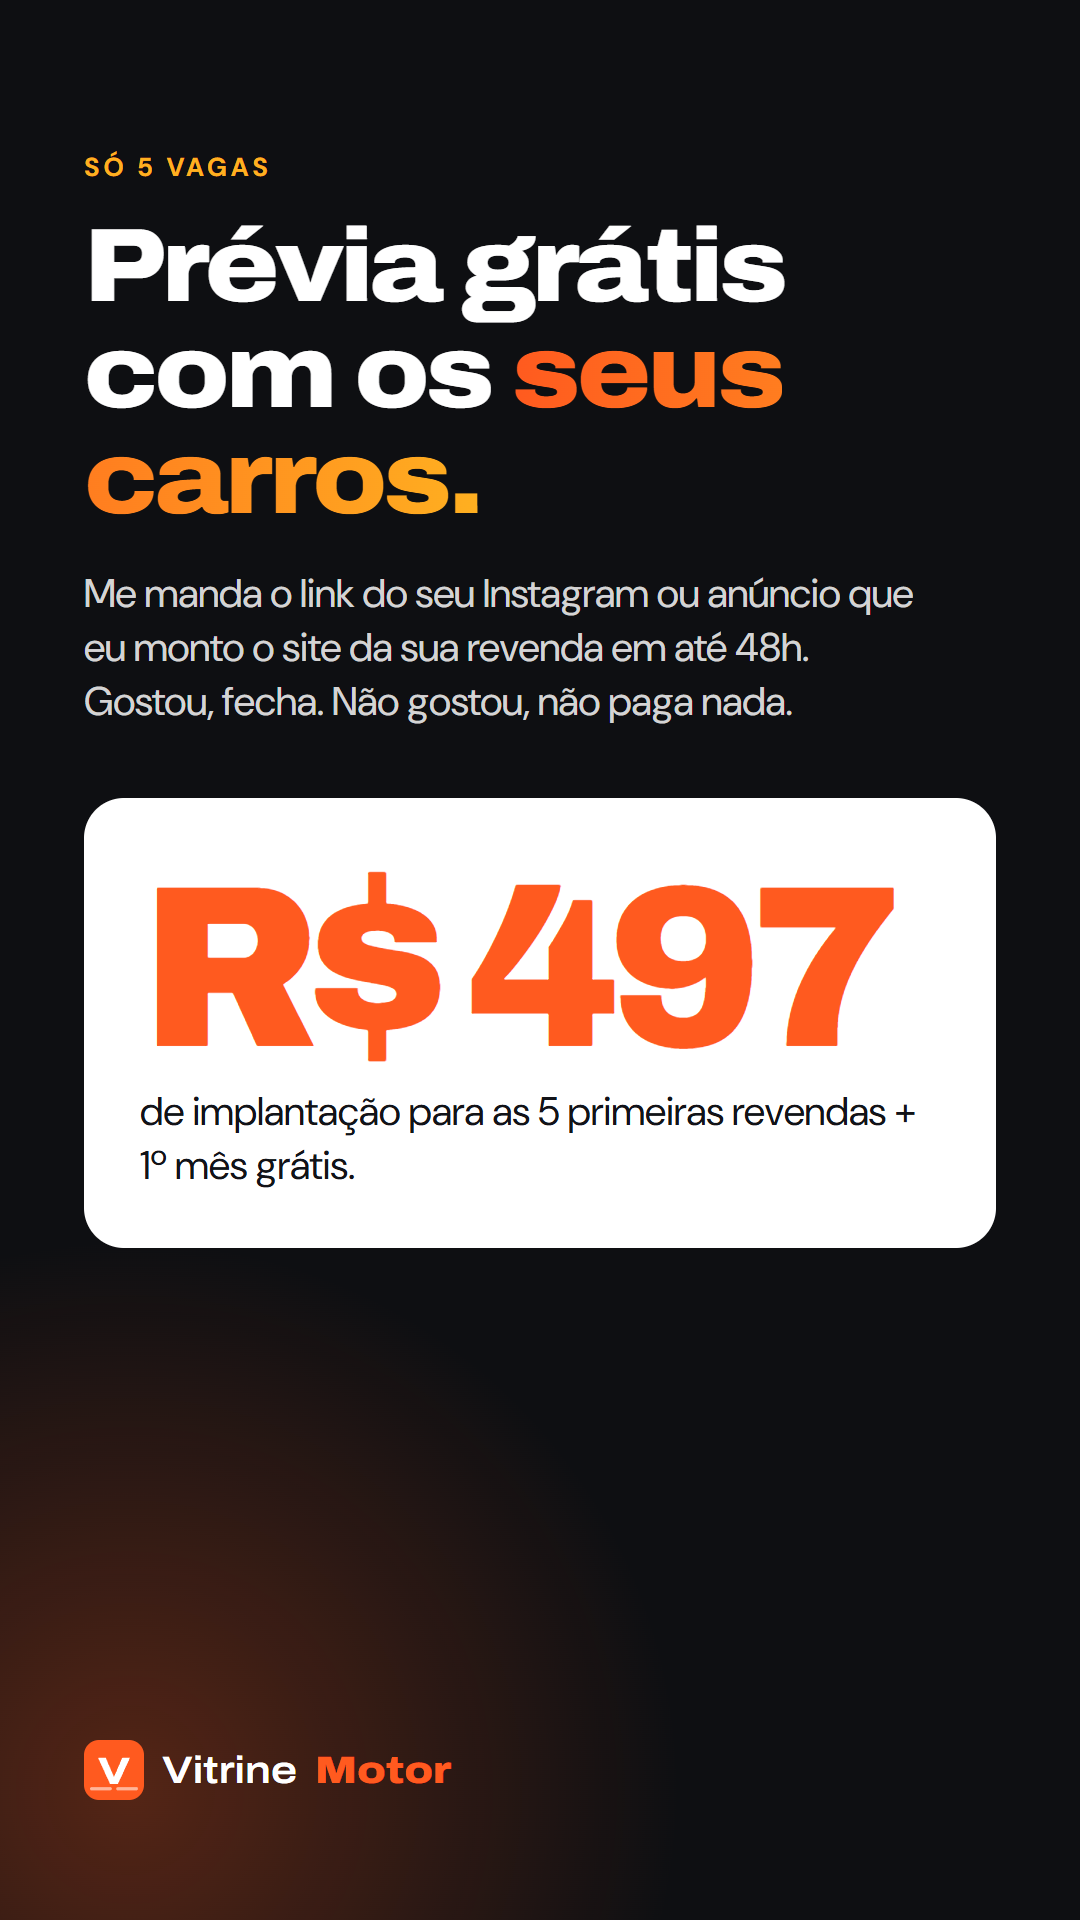 SÓ 5 VAGAS
Prévia grátis
com os seus
carros.
Me manda o link do seu Instagram ou anúncio que
eu monto o site da sua revenda em até 48h.
Gostou, fecha. Não gostou, não paga nada.
R$ 497
de implantação para as 5 primeiras revendas +
1º mês grátis.
V Vitrine Motor